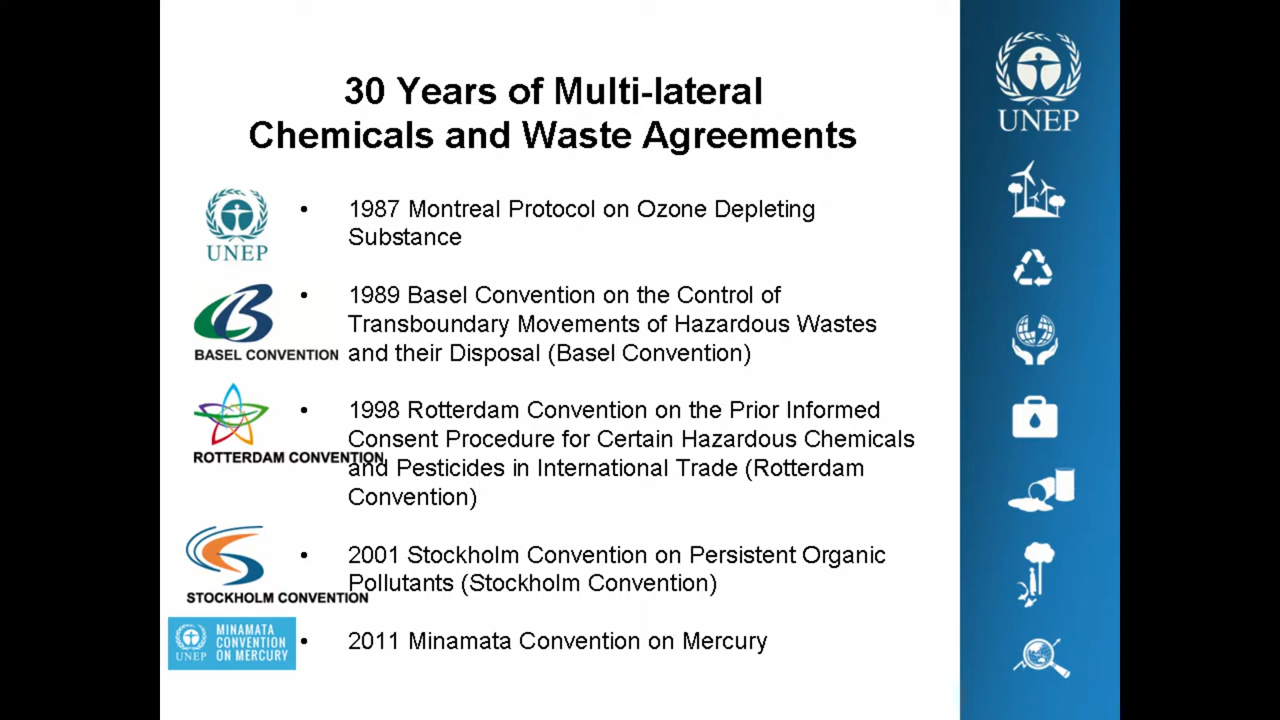 30 Years of Multi-lateral
Chemicals and Waste Agreements
UNEP
• 1987 Montreal Protocol on Ozone Depleting
Substance
UNEP
• 1989 Basel Convention on the Control of
Transboundary Movements of Hazardous Wastes
and their Disposal (Basel Convention)
BASEL CONVENTION
• 1998 Rotterdam Convention on the Prior Informed
Consent Procedure for Certain Hazardous Chemicals
and Pesticides in International Trade (Rotterdam
Convention)
ROTTERDAM CONVENTION
• 2001 Stockholm Convention on Persistent Organic
Pollutants (Stockholm Convention)
STOCKHOLM CONVENTION
• 2011 Minamata Convention on Mercury
MINAMATA
CONVENTION
ON MERCURY
UNEP